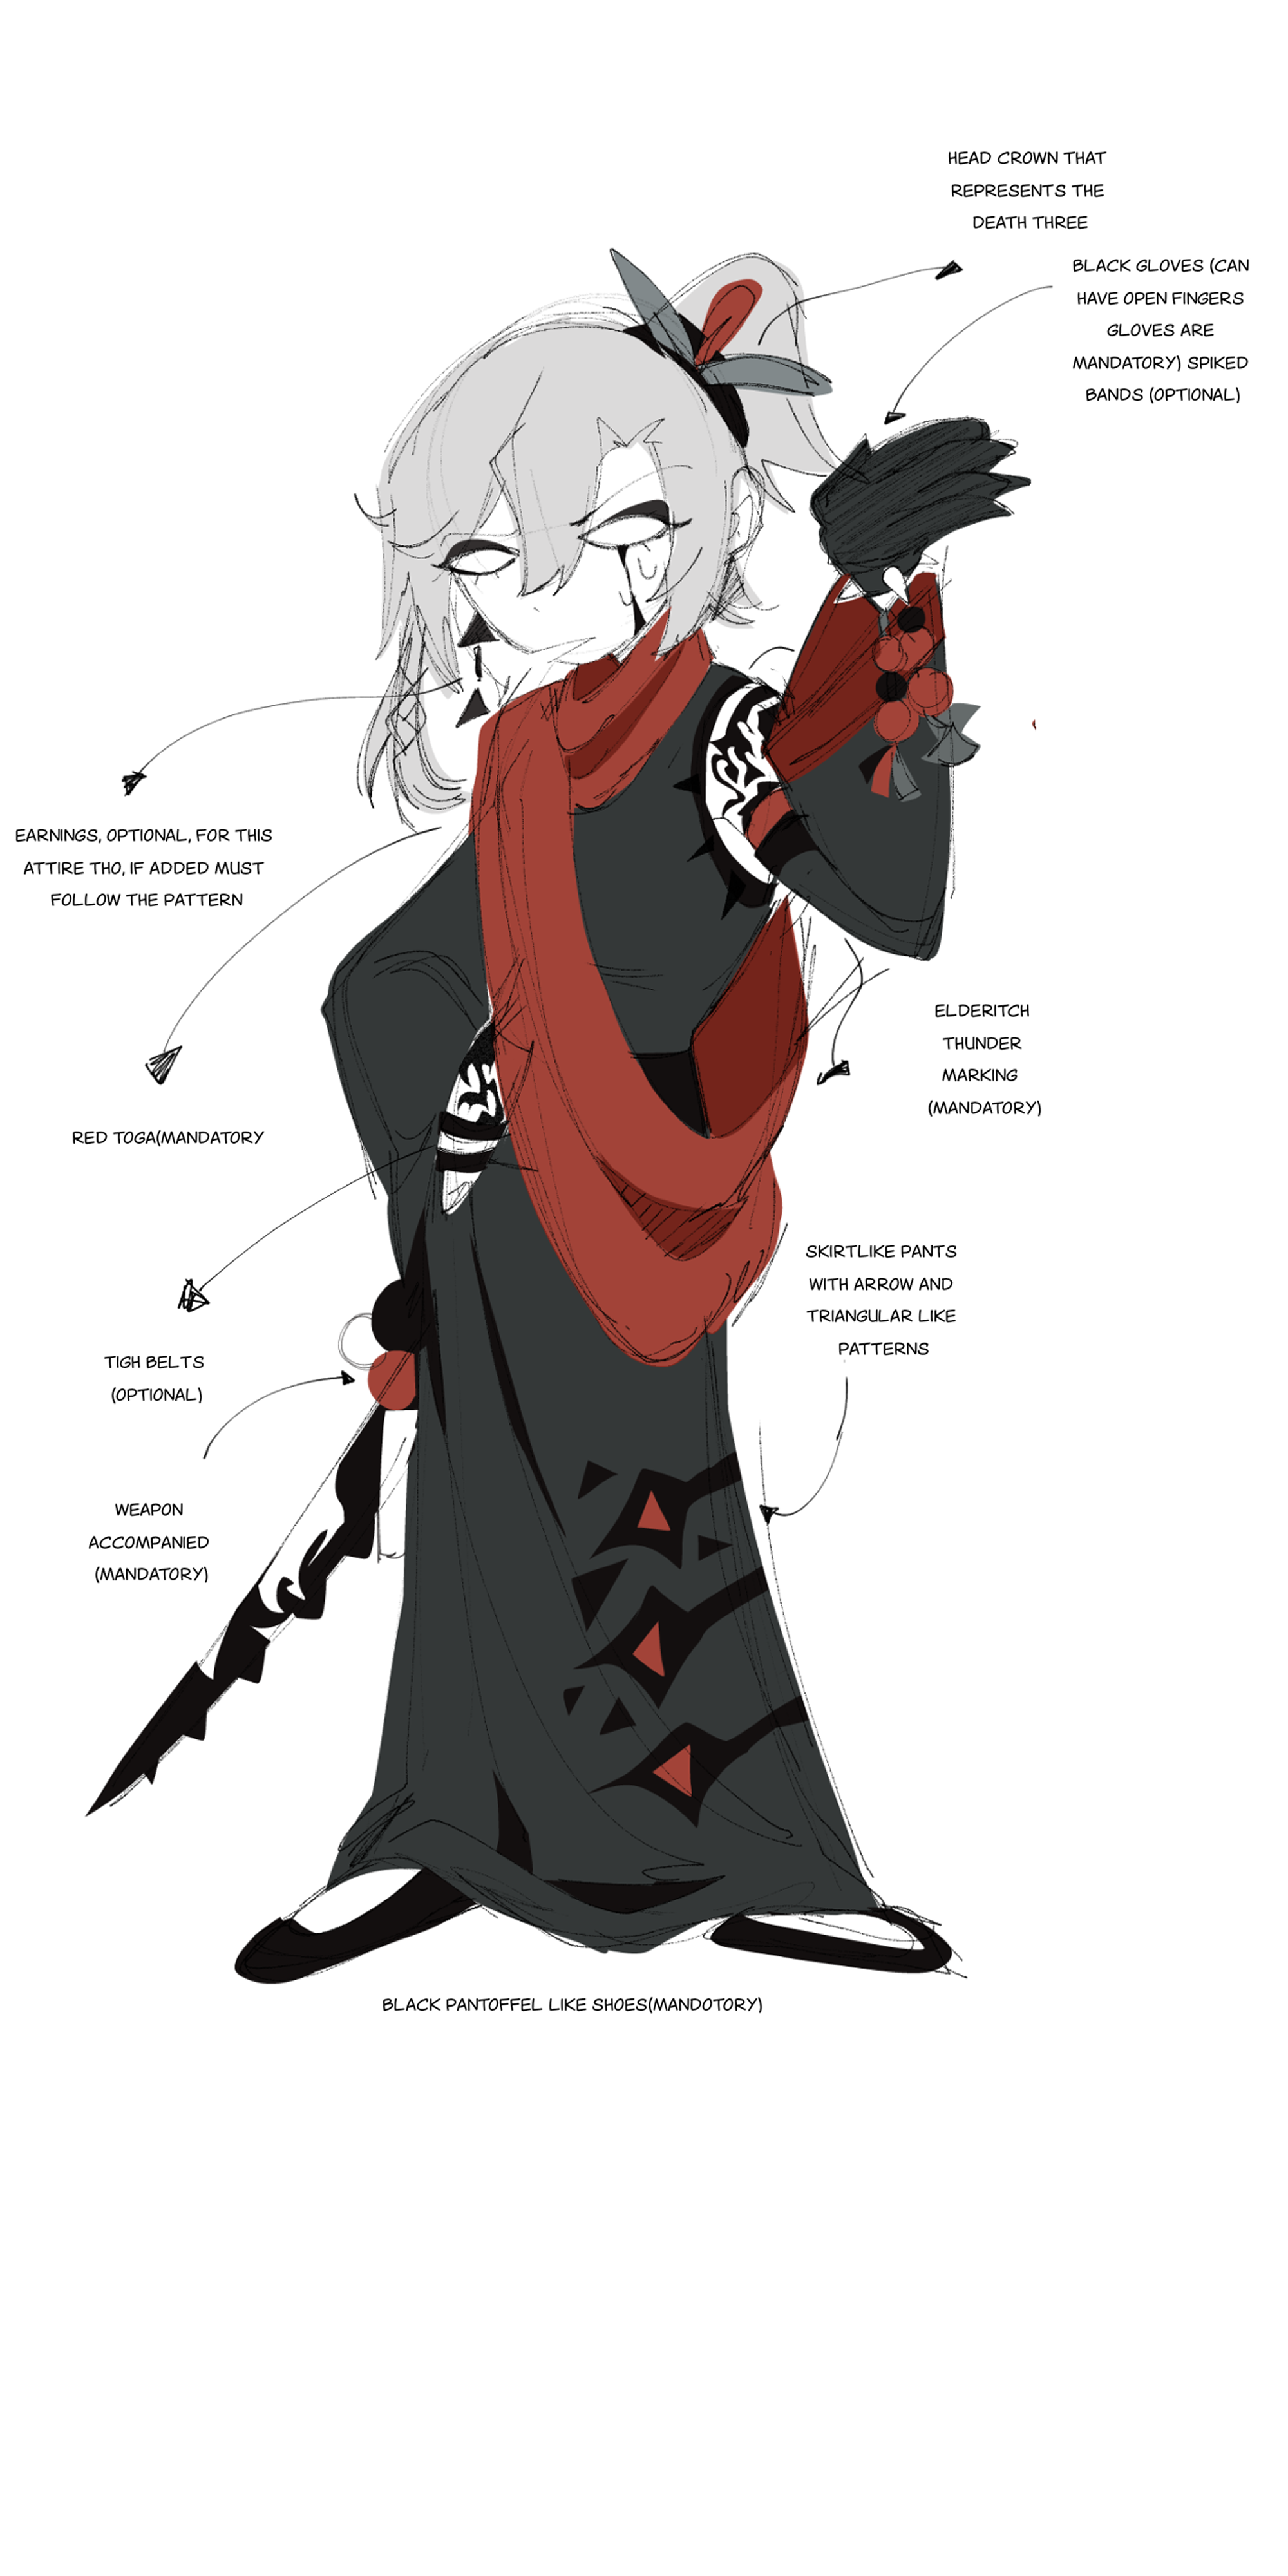 HEAD CROWN THAT
REPRESENTS THE
DEATH THREE
BLACK GLOVES (CAN
HAVE OPEN FINGERS
GLOVES ARE
MANDATORY) SPIKED
BANDS (OPTIONAL)
EARNINGS, OPTIONAL, FOR THIS
ATTIRE THO, IF ADDED MUST
FOLLOW THE PATTERN
ELDERITCH
THUNDER
MARKING
(MANDATORY)
RED TOGA(MANDATORY
SKIRTLIKE PANTS
WITH ARROW AND
TRIANGULAR LIKE
PATTERNS
TIGH BELTS
(OPTIONAL)
WEAPON
ACCOMPANIED
(MANDATORY)
BLACK PANTOFFEL LIKE SHOES(MANDOTORY)